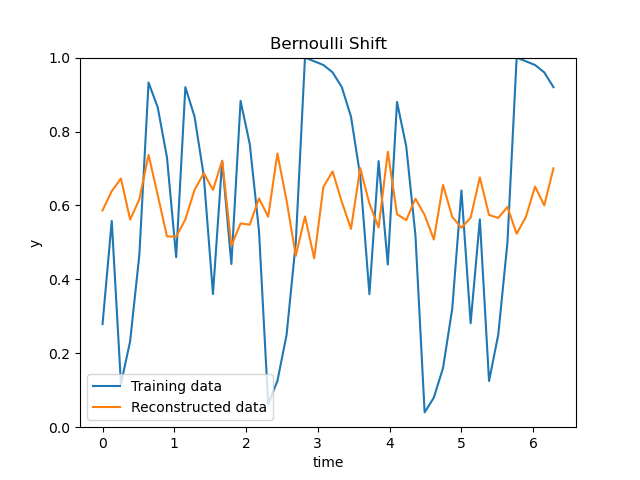 Bernoulli Shift
1.0
0.8
0.6
0.4
0.2
0.0
y
Training data
Reconstructed data
0 1 2 3 4 5 6
time